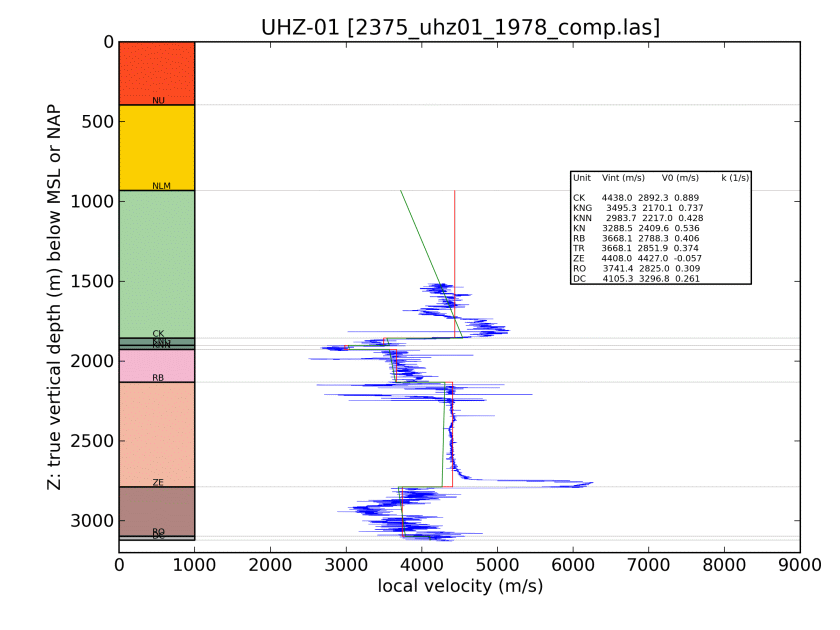 UHZ-01 [2375_uhz01_1978_comp.las]
0
NU
500
NLM
1000
Unit Vint (m/s) V0 (m/s) k (1/s)
CK 4438.0 2892.3 0.889
KNG 3495.3 2170.1 0.737
KNN 2983.7 2217.0 0.428
KN 3288.5 2409.6 0.536
RB 3668.1 2788.3 0.406
TR 3668.1 2851.9 0.374
ZE 4408.0 4427.0 -0.057
RO 3741.4 2825.0 0.309
DC 4105.3 3296.8 0.261
1500
CK
KNN
2000
RB
2500
ZE
3000
RO
DC
Z: true vertical depth (m) below MSL or NAP
0 1000 2000 3000 4000 5000 6000 7000 8000 9000
local velocity (m/s)